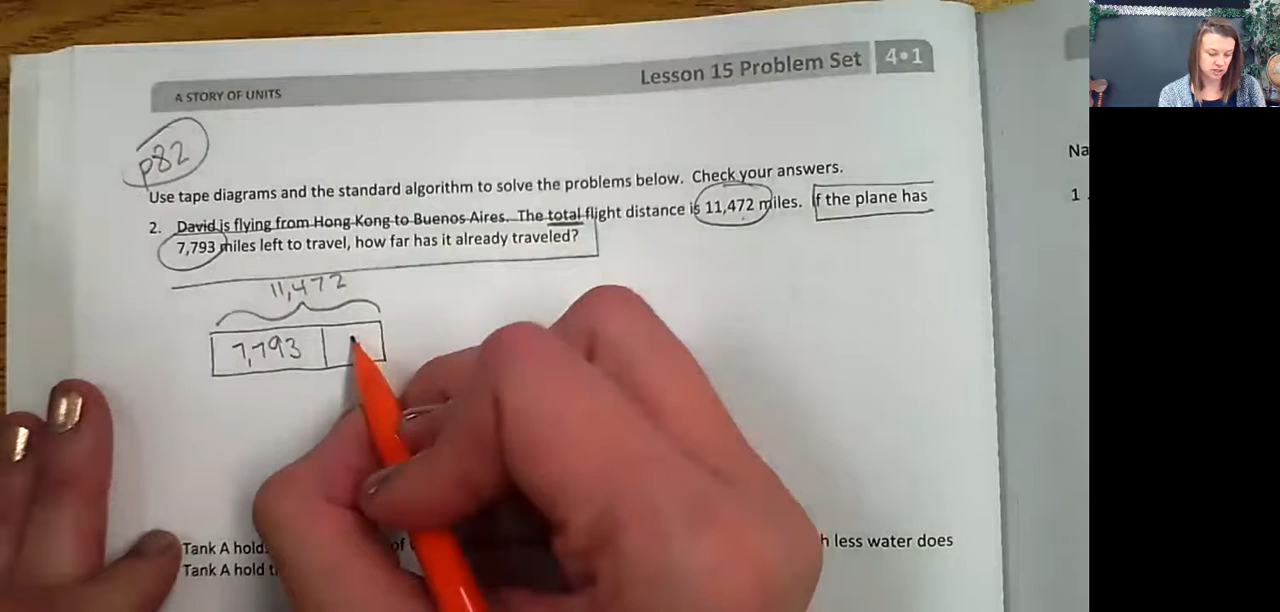 Lesson 15 Problem Set 4•1
A STORY OF UNITS
p82
Use tape diagrams and the standard algorithm to solve the problems below. Check your answers.
2. David is flying from Hong Kong to Buenos Aires. The total flight distance is 11,472 miles. If the plane has
7,793 miles left to travel, how far has it already traveled?
11,472
7,793
Tank A of h less water does
Tank A hold
Na
1